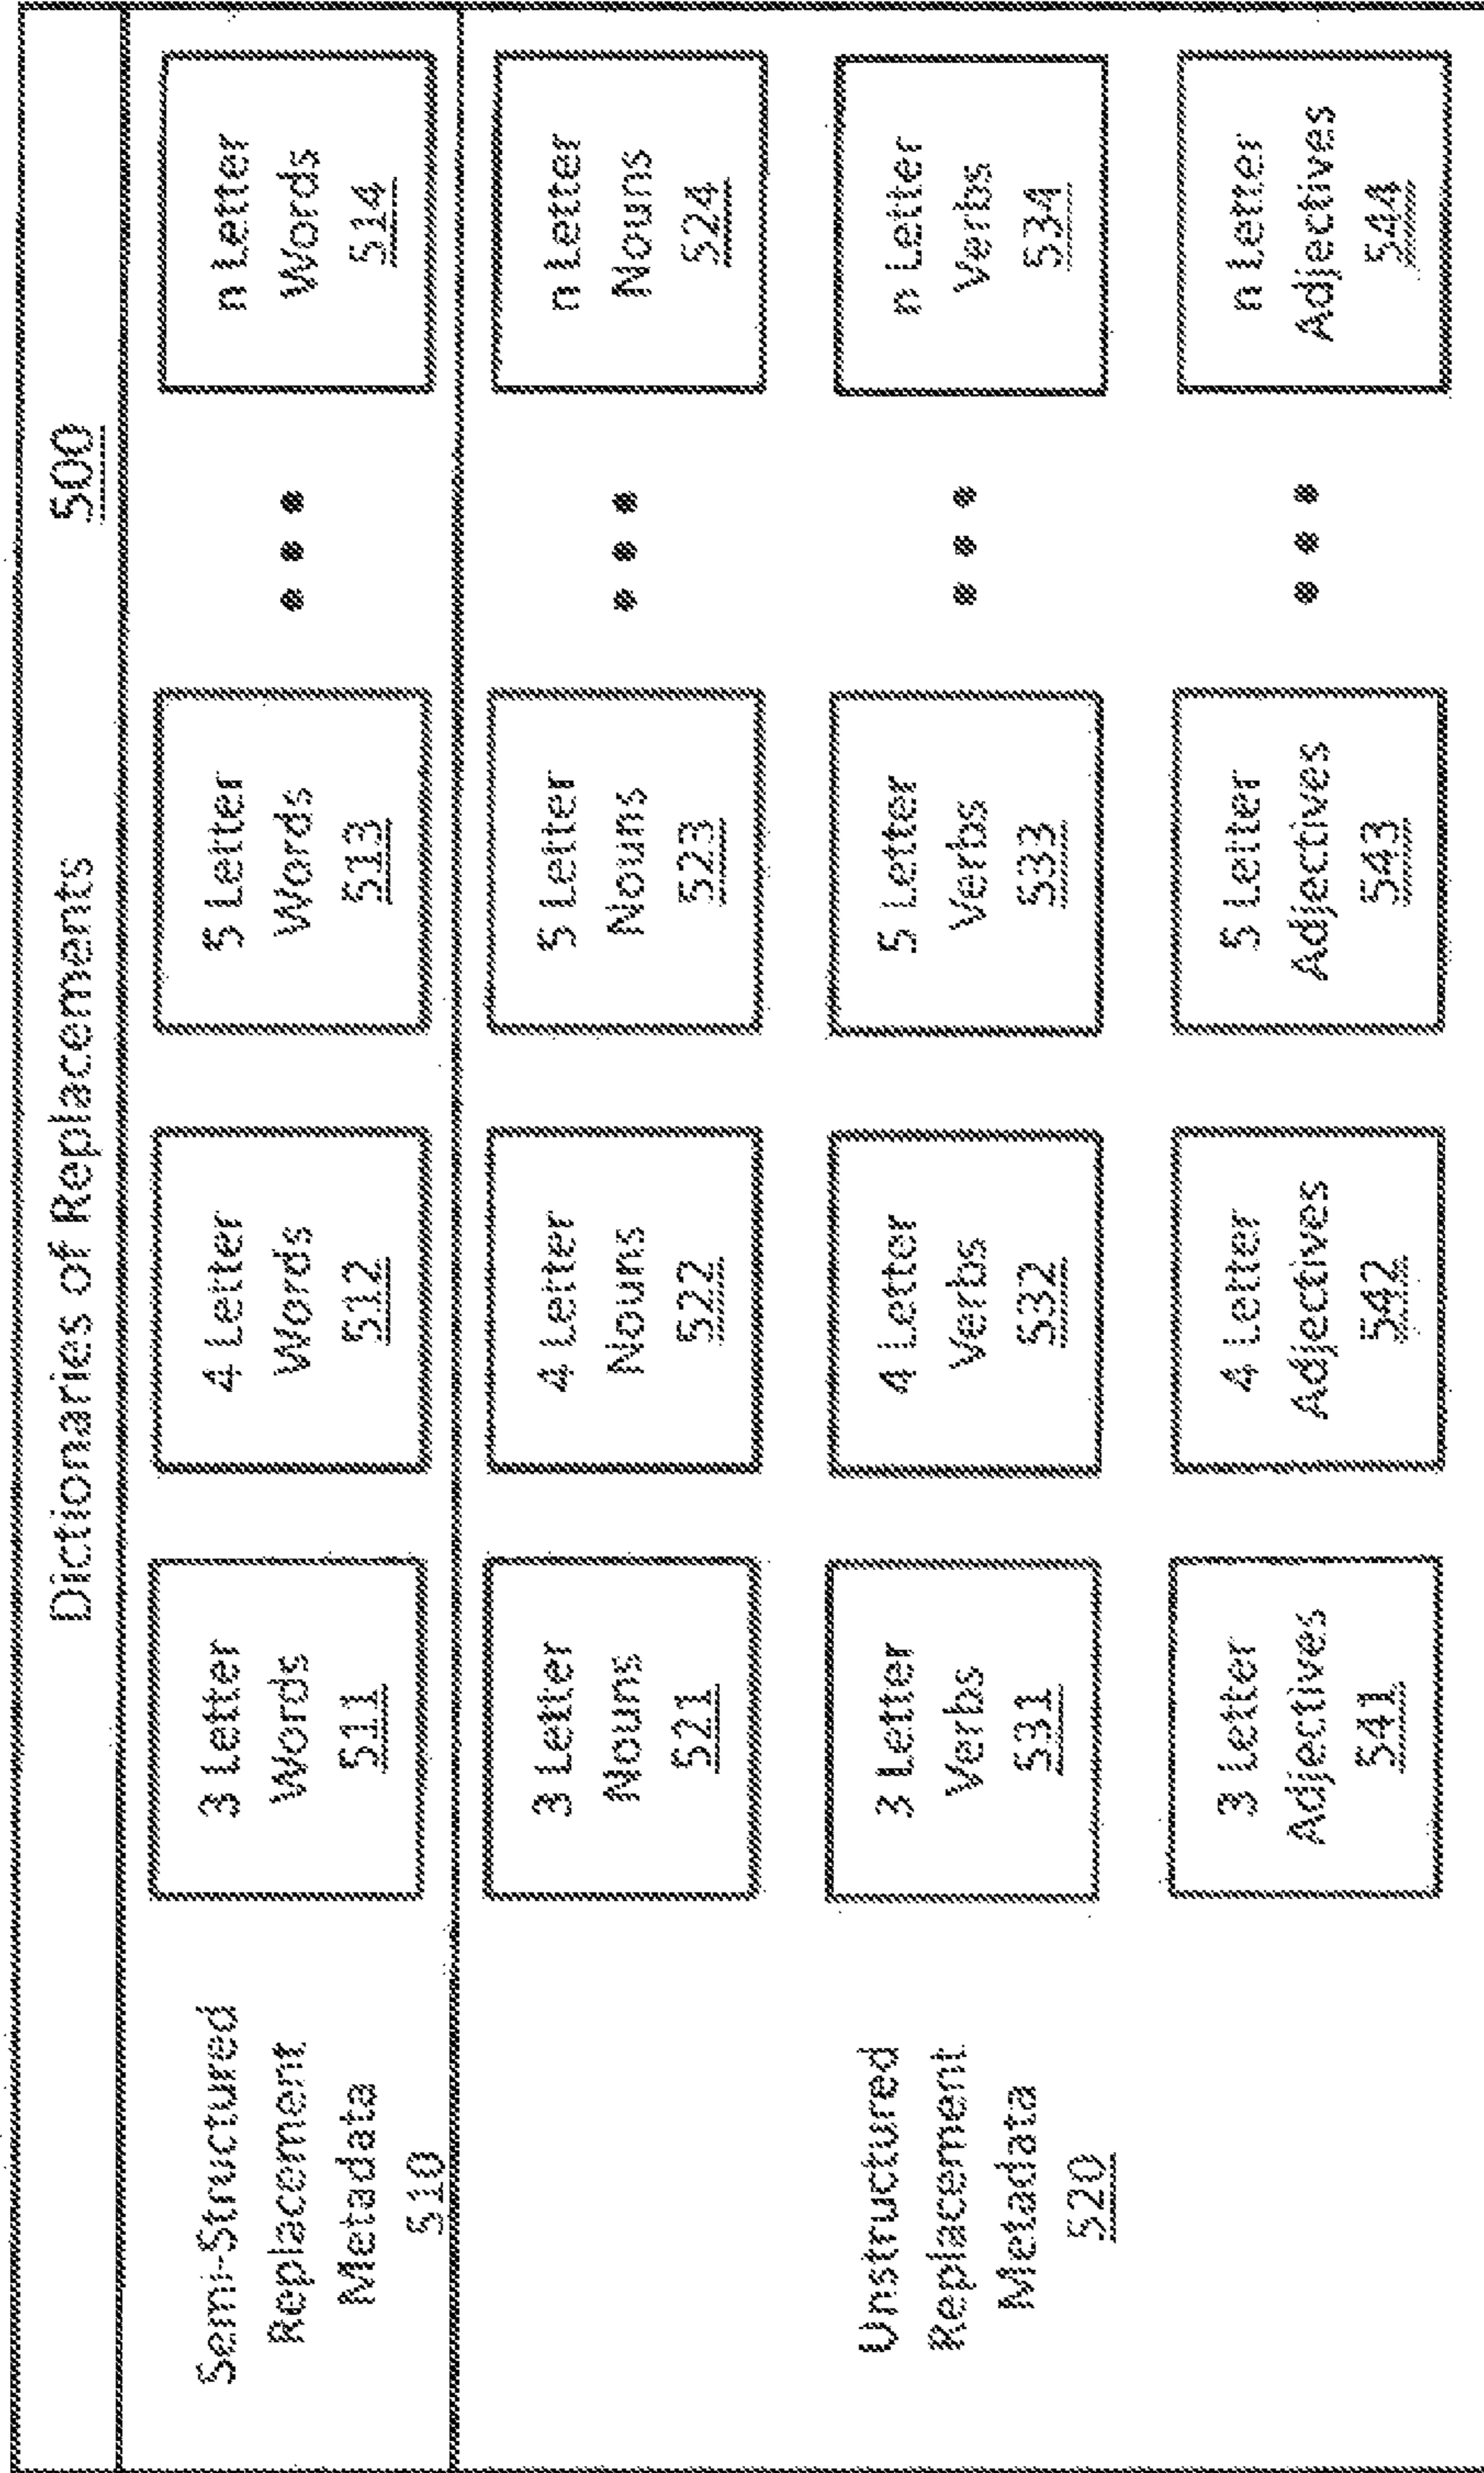 Dictionaries of Replacements 500
Semi-Structured
Replacement
Metadata
510
3 Letter
Words
511
4 Letter
Words
512
5 Letter
Words
513
n Letter
Words
514
Unstructured
Replacement
Metadata
520
3 Letter
Nouns
521
4 Letter
Nouns
522
5 Letter
Nouns
523
n Letter
Nouns
524
3 Letter
Verbs
531
4 Letter
Verbs
532
5 Letter
Verbs
533
n Letter
Verbs
534
3 Letter
Adjectives
541
4 Letter
Adjectives
542
5 Letter
Adjectives
543
n Letter
Adjectives
544